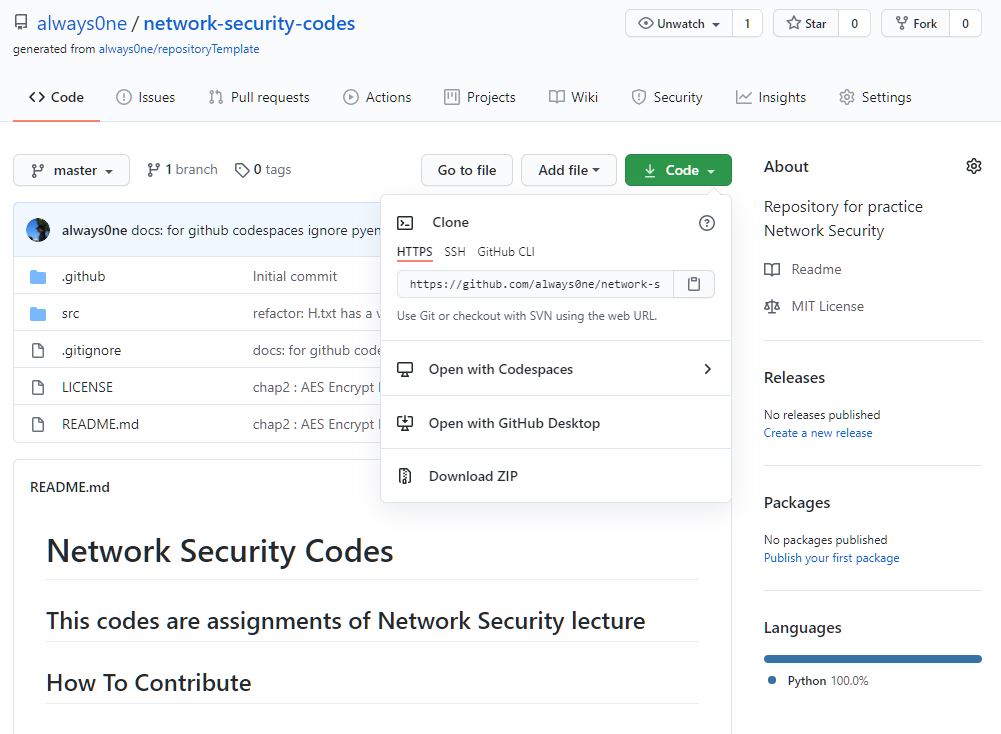 always0ne / network-security-codes
Unwatch 1 Star 0 Fork 0
generated from always0ne/repositoryTemplate
Code Issues Pull requests Actions Projects Wiki Security Insights Settings
master 1 branch 0 tags Go to file Add file Code
always0ne docs: for github codespaces ignore pyen
.github Initial commit
src refactor: H.txt has a
.gitignore docs: for github code
LICENSE chap2 : AES Encrypt
README.md chap2 : AES Encrypt
Clone
HTTPS SSH GitHub CLI
https://github.com/always0ne/network-s
Use Git or checkout with SVN using the web URL.
Open with Codespaces
Open with GitHub Desktop
Download ZIP
README.md
Network Security Codes
This codes are assignments of Network Security lecture
How To Contribute
About
Repository for practice
Network Security
Readme
MIT License
Releases
No releases published
Create a new release
Packages
No packages published
Publish your first package
Languages
Python 100.0%